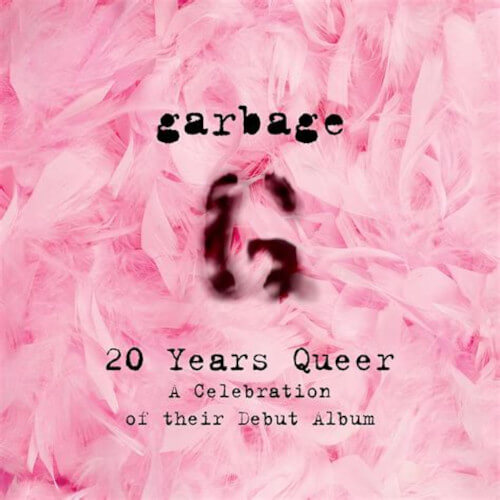 garbage
G
20 Years Queer
A Celebration
of their Debut Album